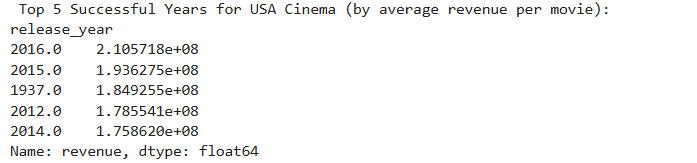 Top 5 Successful Years for USA Cinema (by average revenue per movie):
release_year
2016.0    2.105718e+08
2015.0    1.936275e+08
1937.0    1.849255e+08
2012.0    1.785541e+08
2014.0    1.758620e+08
Name: revenue, dtype: float64